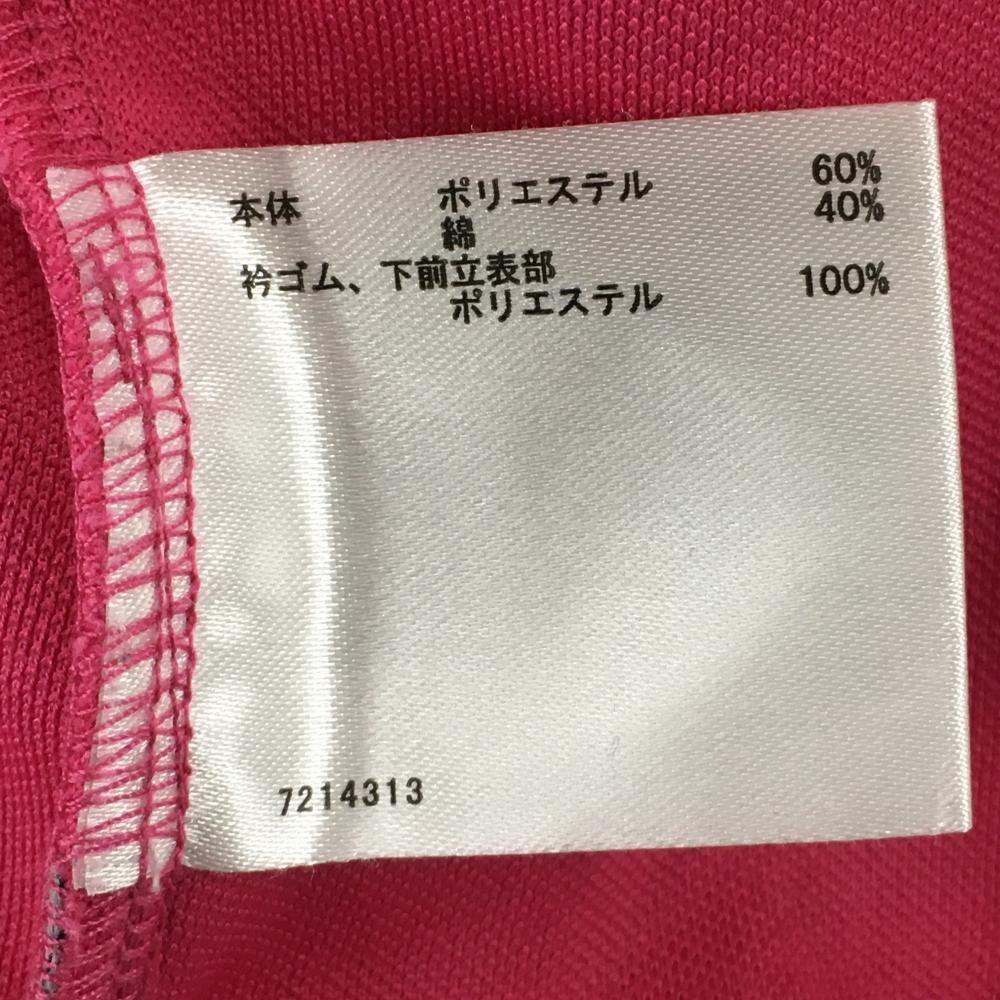 本体 ポリエステル 60%
綿 40%
衿ゴム、下前立表部
ポリエステル 100%
7214313